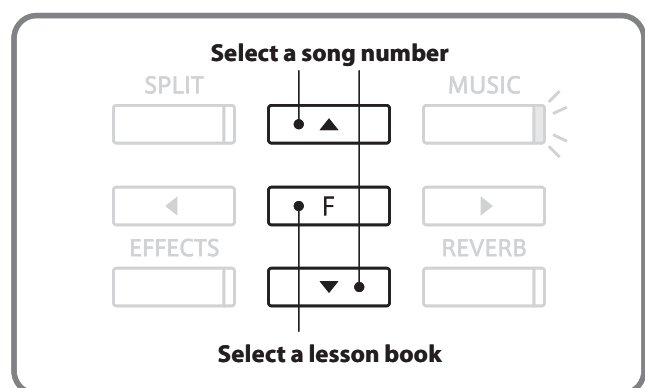 Select a song number
SPLIT MUSIC
▲
◀ F ▶
EFFECTS REVERB
▼
Select a lesson book